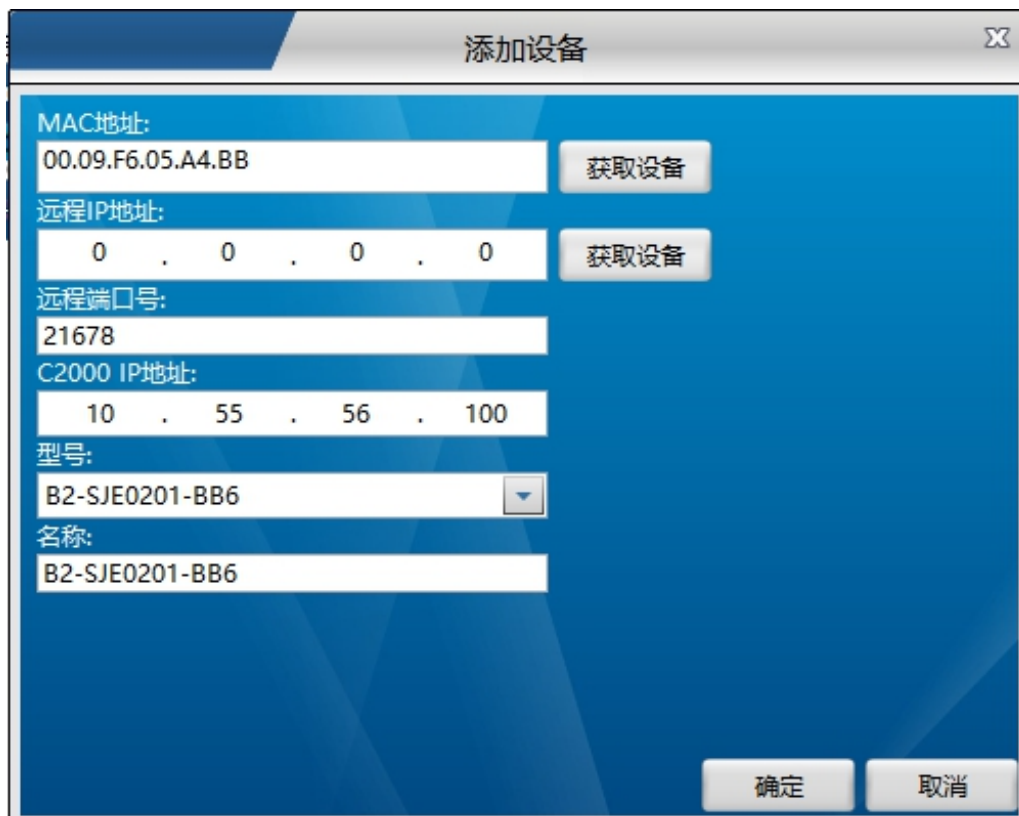 添加设备
MAC地址:
00.09.F6.05.A4.BB
获取设备
远程IP地址:
0 . 0 . 0 . 0
获取设备
远程端口号:
21678
C2000 IP地址:
10 . 55 . 56 . 100
型号:
B2-SJE0201-BB6
名称:
B2-SJE0201-BB6
确定 取消